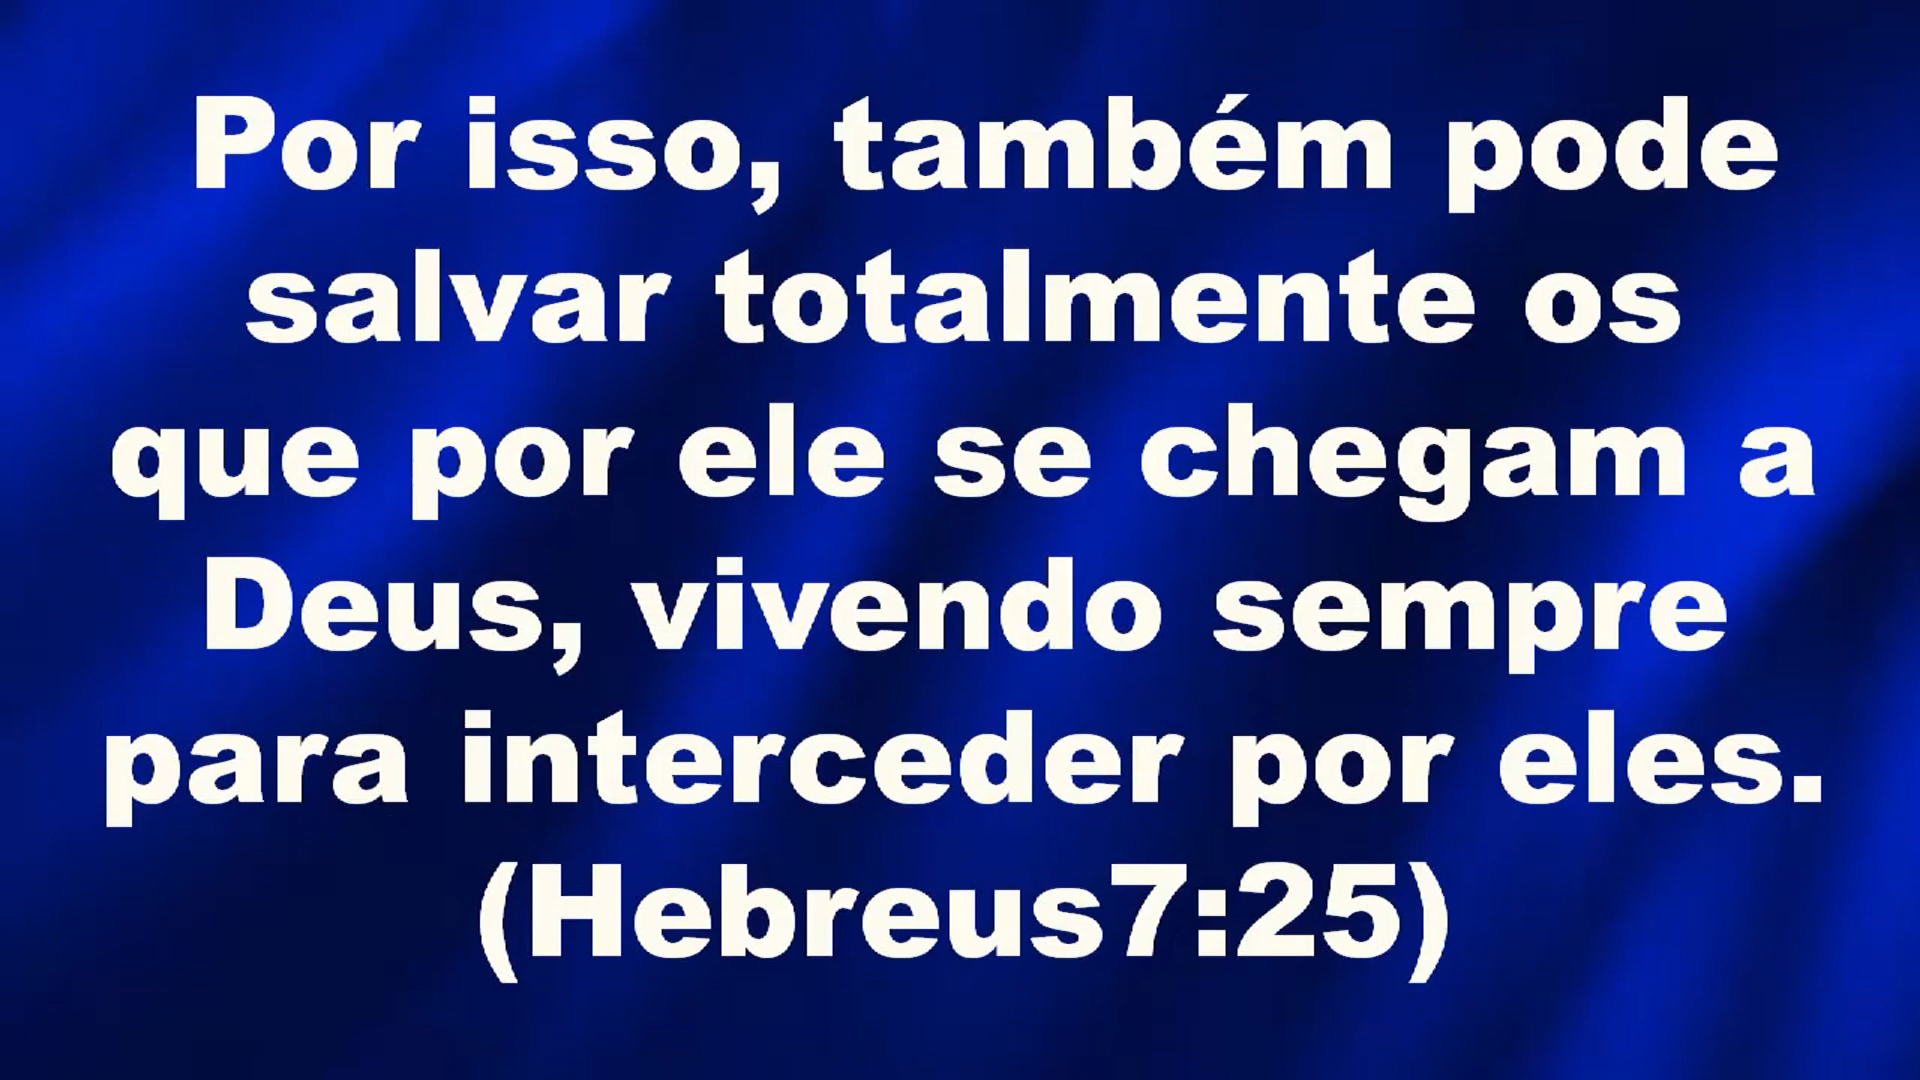 Por isso, também pode
salvar totalmente os
que por ele se chegam a
Deus, vivendo sempre
para interceder por eles.
(Hebreus7:25)